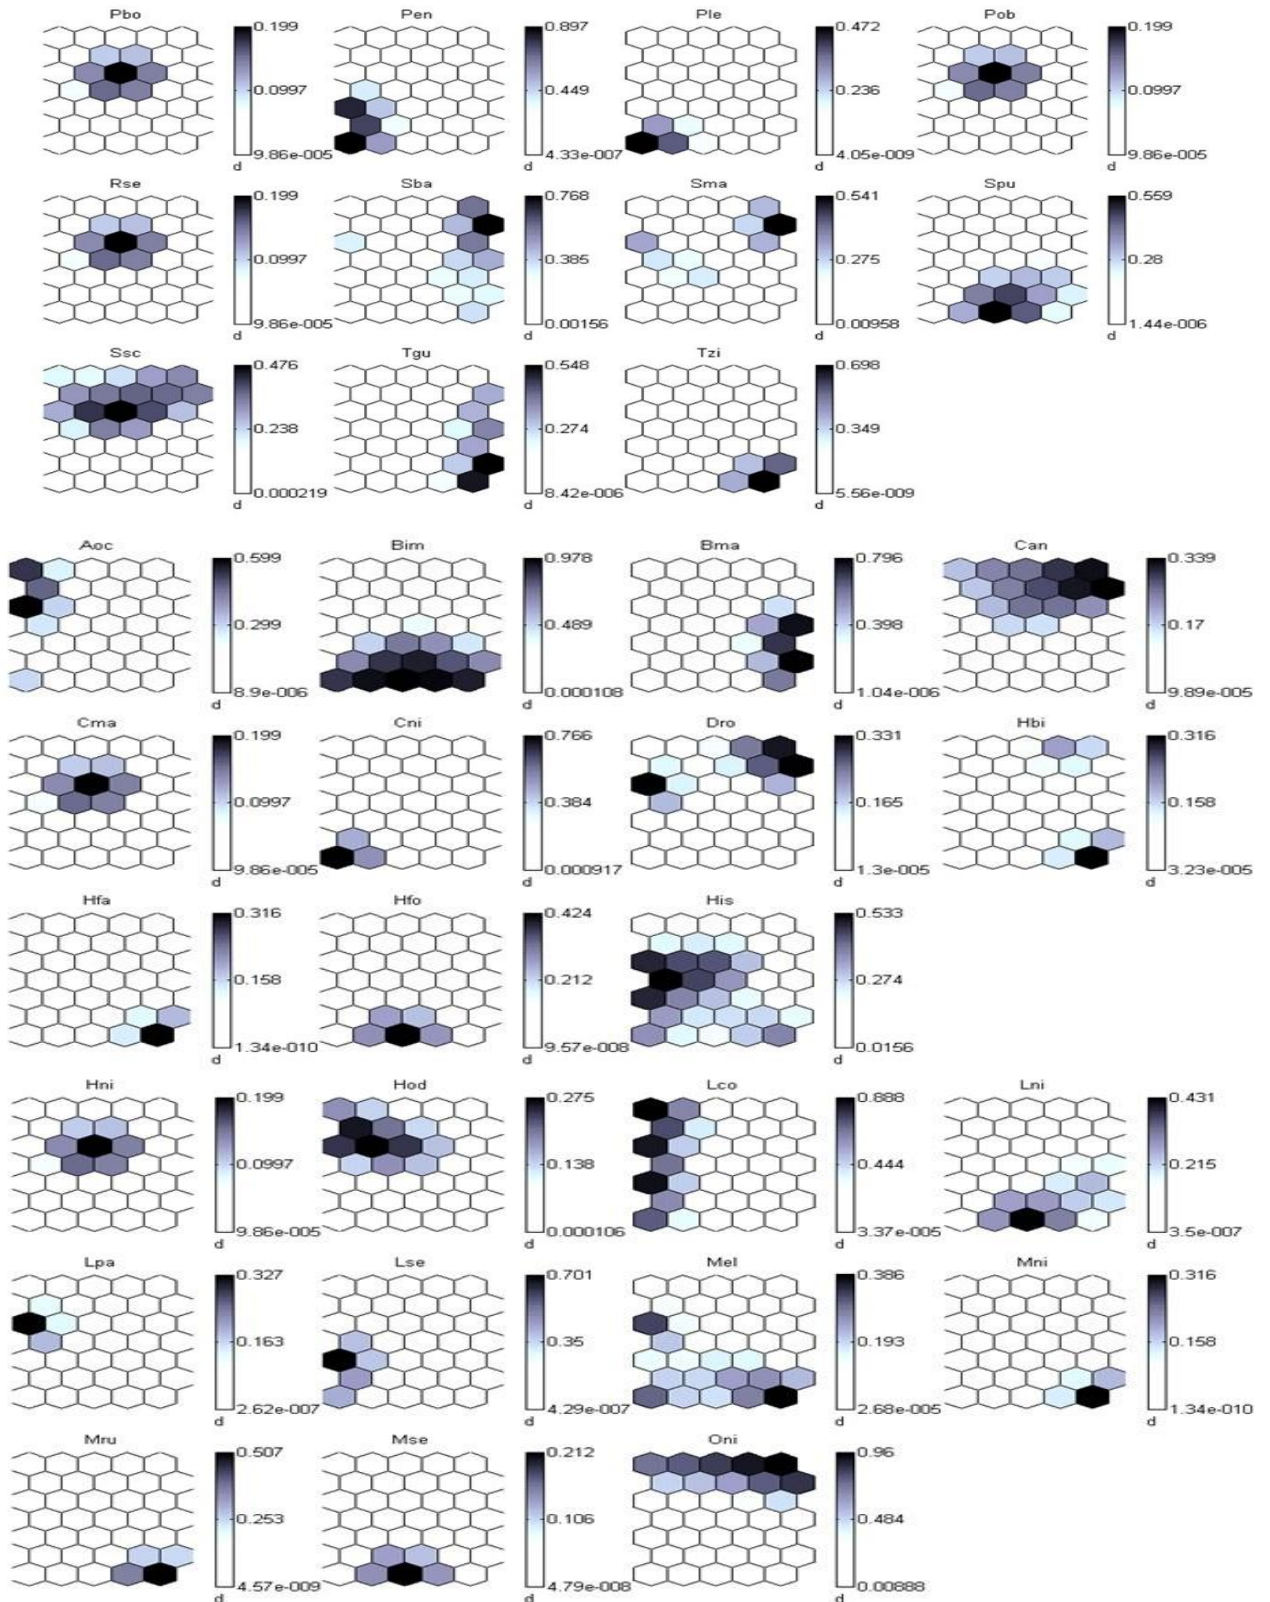 Pbo Pen Ple Pob
0.199 0.897 0.472 0.199
0.0997 0.449 0.236 0.0997
9.86e-005 4.33e-007 4.05e-009 9.86e-005
d d d d
Rse Sba Sma Spu
0.199 0.768 0.541 0.559
0.0997 0.385 0.275 0.28
9.86e-005 0.00156 0.00958 1.44e-006
d d d d
Ssc Tgu Tzi
0.476 0.548 0.698
0.238 0.274 0.349
0.000219 8.42e-006 5.56e-009
d d d
Aoc Bim Bma Can
0.599 0.978 0.796 0.339
0.299 0.489 0.398 0.17
8.9e-006 0.000108 1.04e-006 9.89e-005
d d d d
Cma Cni Dro Hbi
0.199 0.766 0.331 0.316
0.0997 0.384 0.165 0.158
9.86e-005 0.000917 1.3e-005 3.23e-005
d d d d
Hfa Hfo His
0.316 0.424 0.533
0.158 0.212 0.274
1.34e-010 9.57e-008 0.0156
d d d
Hni Hod Lco Lni
0.199 0.275 0.888 0.431
0.0997 0.138 0.444 0.215
9.86e-005 0.000106 3.37e-005 3.5e-007
d d d d
Lpa Lse Mel Mni
0.327 0.701 0.386 0.316
0.163 0.35 0.193 0.158
2.62e-007 4.29e-007 2.68e-005 1.34e-010
d d d d
Mru Mse Oni
0.507 0.212 0.96
0.253 0.106 0.484
4.57e-009 4.79e-008 0.00888
d d d